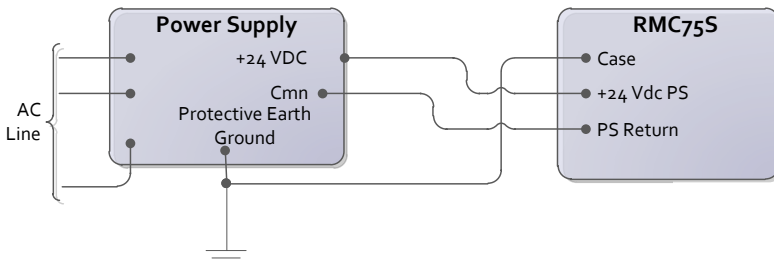 Power Supply
RMC75S
+24 VDC
Case
Cmn
+24 Vdc PS
AC
Line
Protective Earth
Ground
PS Return